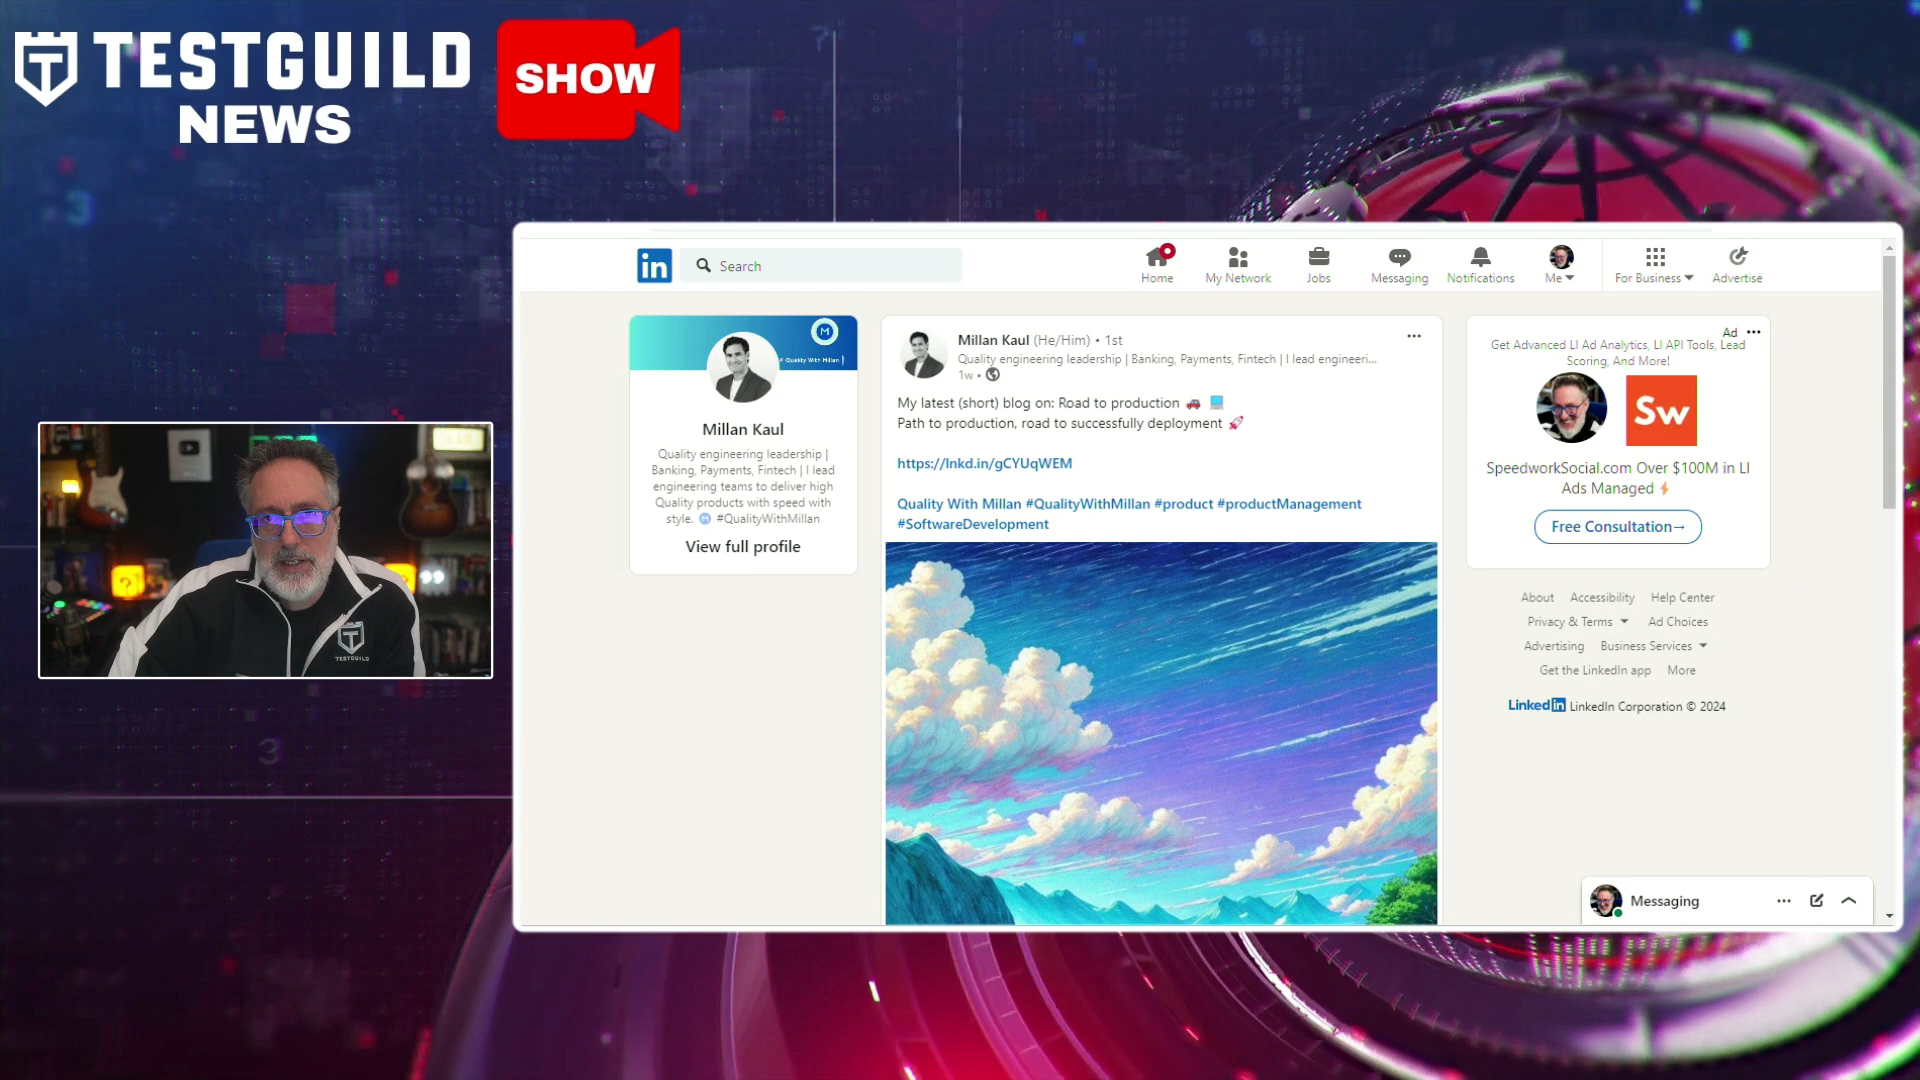 TESTGUILD
NEWS
SHOW
TESTGUILD
in
Search
Home
My Network
Jobs
Messaging
Notifications
Me
For Business
Advertise
M
# Quality With Millan
Millan Kaul
Quality engineering leadership |
Banking, Payments, Fintech | I lead
engineering teams to deliver high
Quality products with speed with
style. M #QualityWithMillan
View full profile
Millan Kaul (He/Him) • 1st
Quality engineering leadership | Banking, Payments, Fintech | I lead engineeri...
1w •
My latest (short) blog on: Road to production 🚗 💻
Path to production, road to successfully deployment 🚀
https://lnkd.in/gCYUqWEM
Quality With Millan #QualityWithMillan #product #productManagement
#SoftwareDevelopment
Ad
Get Advanced LI Ad Analytics, LI API Tools, Lead
Scoring, And More!
Sw
SpeedworkSocial.com Over $100M in LI
Ads Managed ⚡
Free Consultation→
About Accessibility Help Center
Privacy & Terms Ad Choices
Advertising Business Services
Get the LinkedIn app More
LinkedIn LinkedIn Corporation © 2024
Messaging